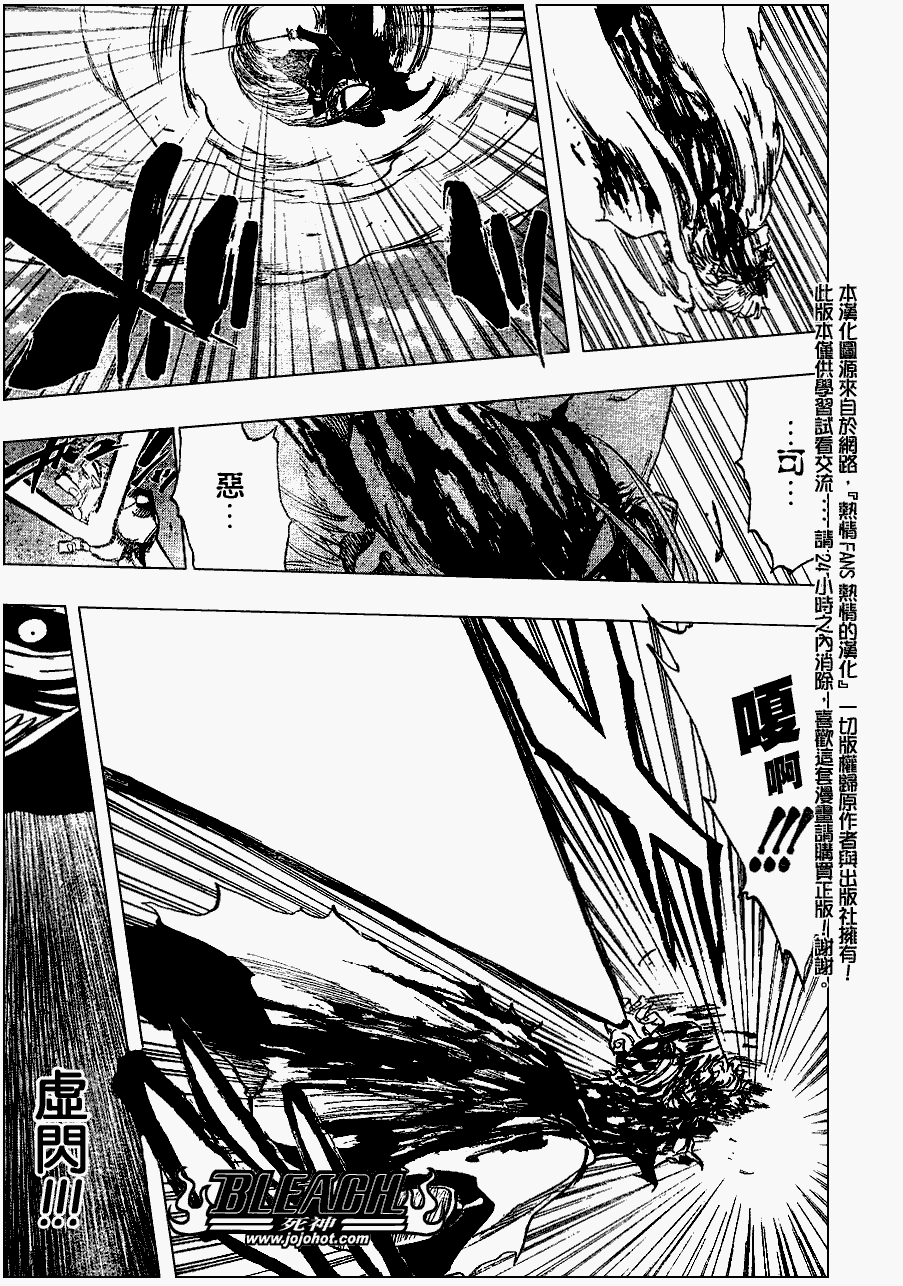 …可…
惡…
嘎啊!!!
虛閃!!!
本漢化圖源來自於網路，『熱情FANS熱情的漢化』一切版權歸原作者與出版社擁有！
此版本僅供學習試看交流……請24小時之內消除，喜歡這套漫畫請購買正版！謝謝。
BLEACH
死神
www.jojohot.com